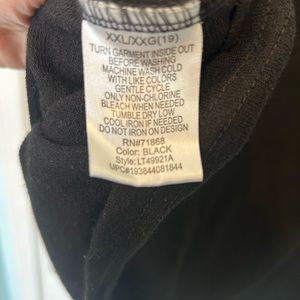 XXL/XXG(19)
TURN GARMENT INSIDE OUT
BEFORE WASHING
MACHINE WASH COLD
WITH LIKE COLORS
GENTLE CYCLE
ONLY NON-CHLORINE
BLEACH WHEN NEEDED
TUMBLE DRY LOW
COOL IRON IF NEEDED
DO NOT IRON ON DESIGN
RN#71868
Color: BLACK
Style: LT49921A
UPC#193844081844